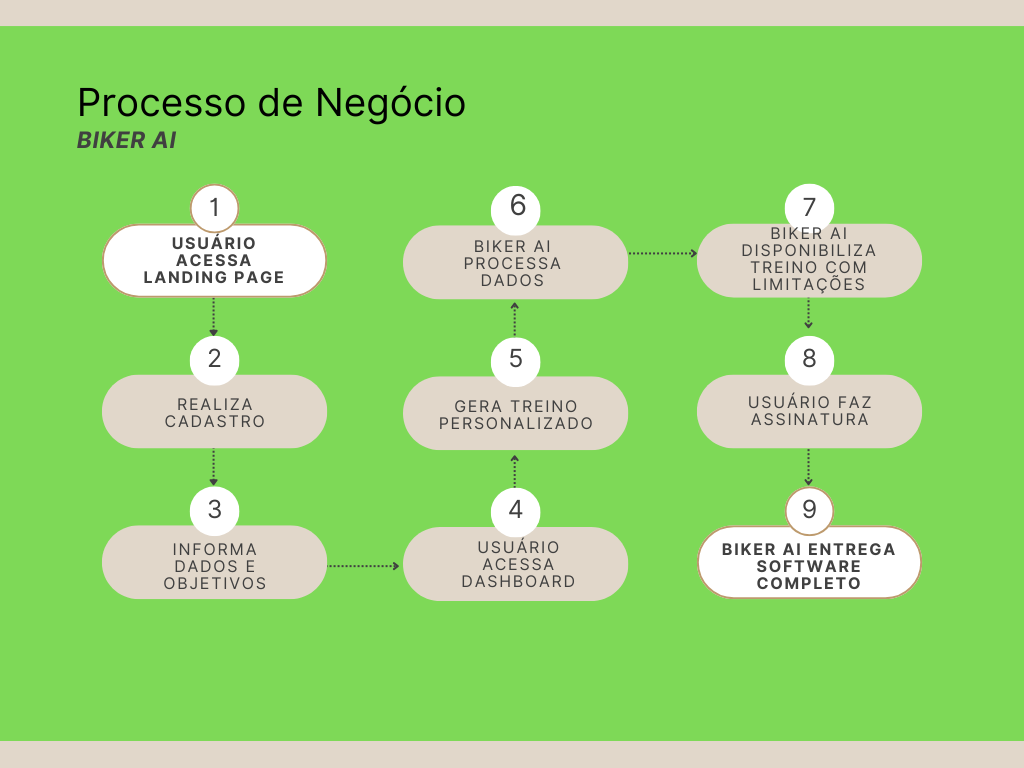 Processo de Negócio
BIKER AI
1
USUÁRIO
ACESSA
LANDING PAGE
2
REALIZA
CADASTRO
3
INFORMA
DADOS E
OBJETIVOS
4
USUÁRIO
ACESSA
DASHBOARD
5
GERA TREINO
PERSONALIZADO
6
BIKER AI
PROCESSA
DADOS
7
BIKER AI
DISPONIBILIZA
TREINO COM
LIMITAÇÕES
8
USUÁRIO FAZ
ASSINATURA
9
BIKER AI ENTREGA
SOFTWARE
COMPLETO